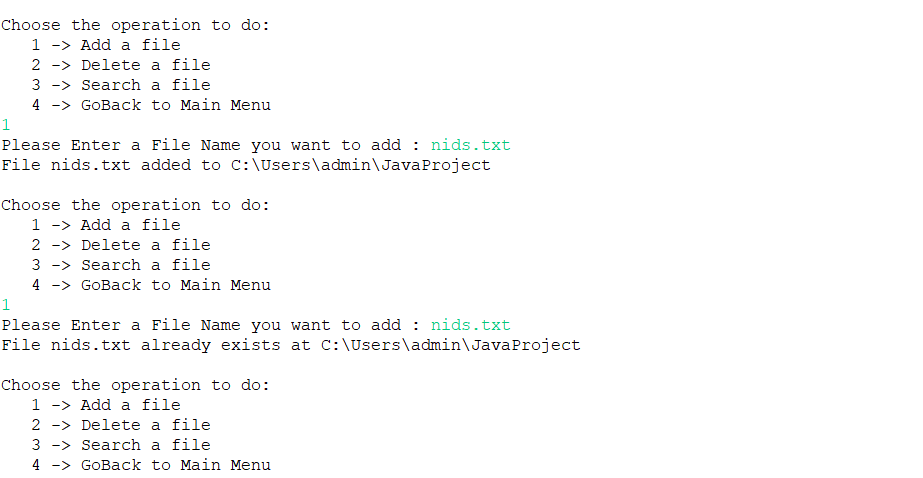 Choose the operation to do:
1 -> Add a file
2 -> Delete a file
3 -> Search a file
4 -> GoBack to Main Menu
1
Please Enter a File Name you want to add : nids.txt
File nids.txt added to C:\Users\admin\JavaProject
Choose the operation to do:
1 -> Add a file
2 -> Delete a file
3 -> Search a file
4 -> GoBack to Main Menu
1
Please Enter a File Name you want to add : nids.txt
File nids.txt already exists at C:\Users\admin\JavaProject
Choose the operation to do:
1 -> Add a file
2 -> Delete a file
3 -> Search a file
4 -> GoBack to Main Menu